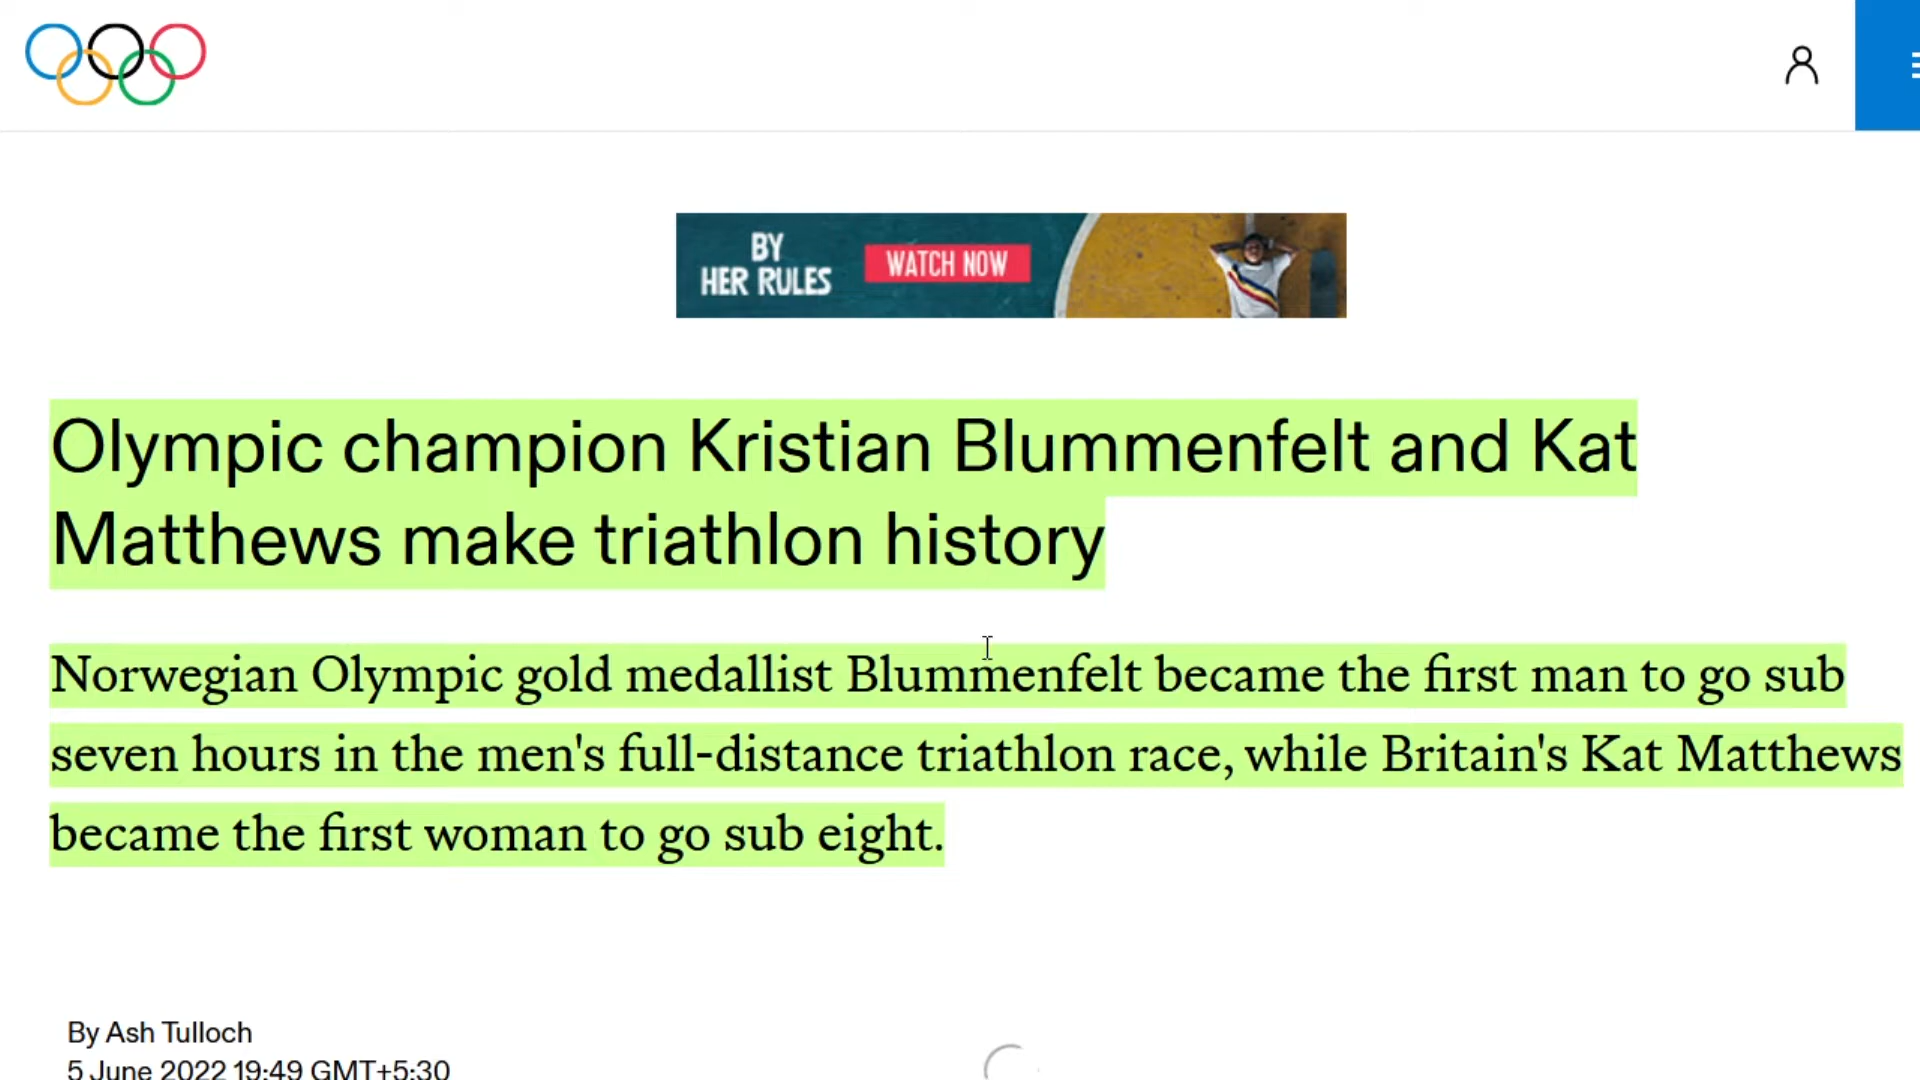 BY
HER RULES
WATCH NOW
Olympic champion Kristian Blummenfelt and Kat
Matthews make triathlon history
Norwegian Olympic gold medallist Blummenfelt became the first man to go sub
seven hours in the men's full-distance triathlon race, while Britain's Kat Matthews
became the first woman to go sub eight.
By Ash Tulloch
5 June 2022 19:49 GMT+5:30